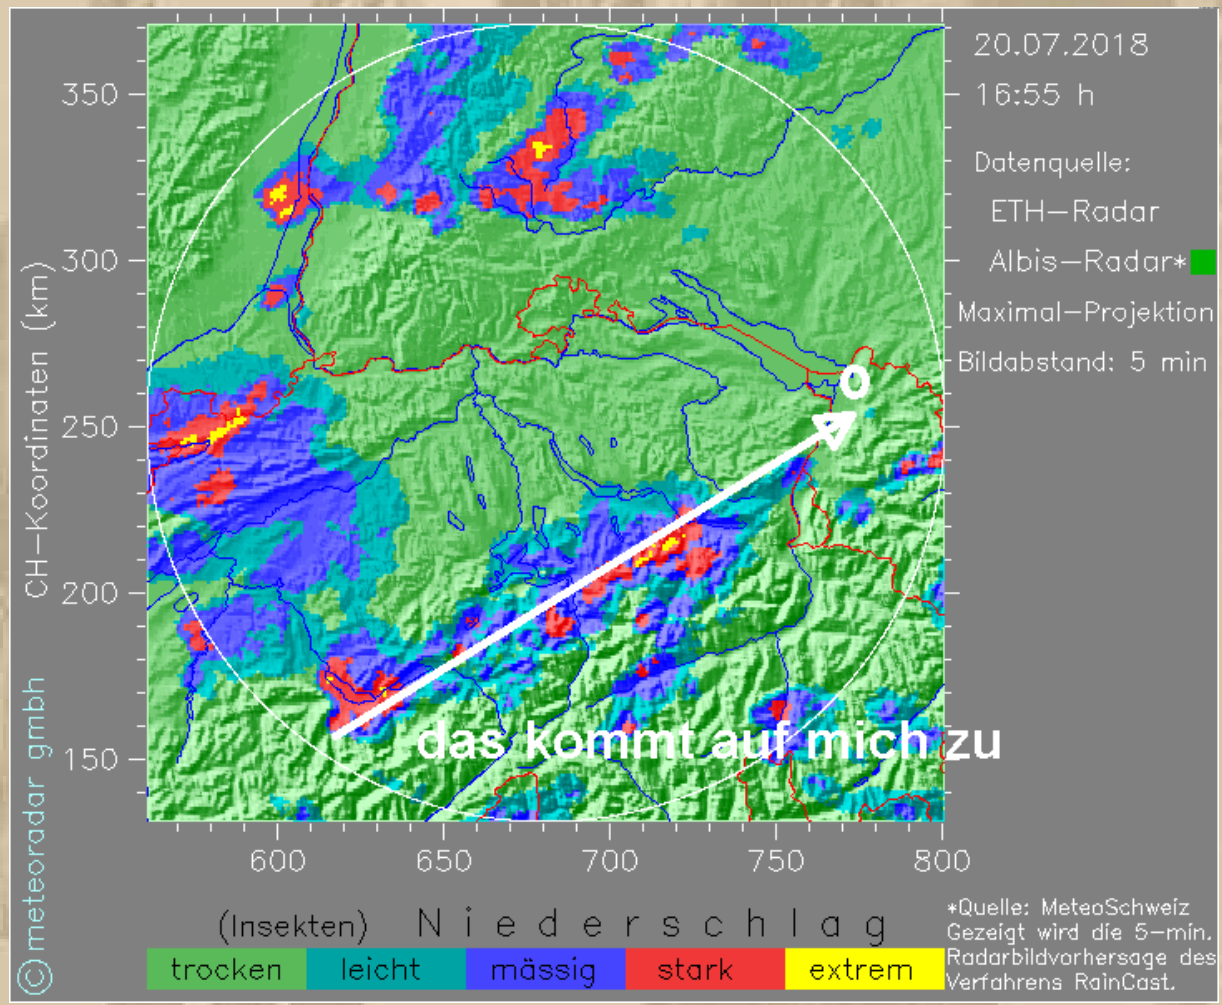 20.07.2018
16:55 h
Datenquelle:
ETH-Radar
Albis-Radar*
Maximal-Projektion
Bildabstand: 5 min
CH-Koordinaten (km)
350
300
250
200
150
600 650 700 750 800
das kommt auf mich zu
© meteoradar gmbh
(Insekten) Niederschlag
trocken leicht mässig stark extrem
*Quelle: MeteoSchweiz
Gezeigt wird die 5-min.
Radarbildvorhersage des
Verfahrens RainCast.